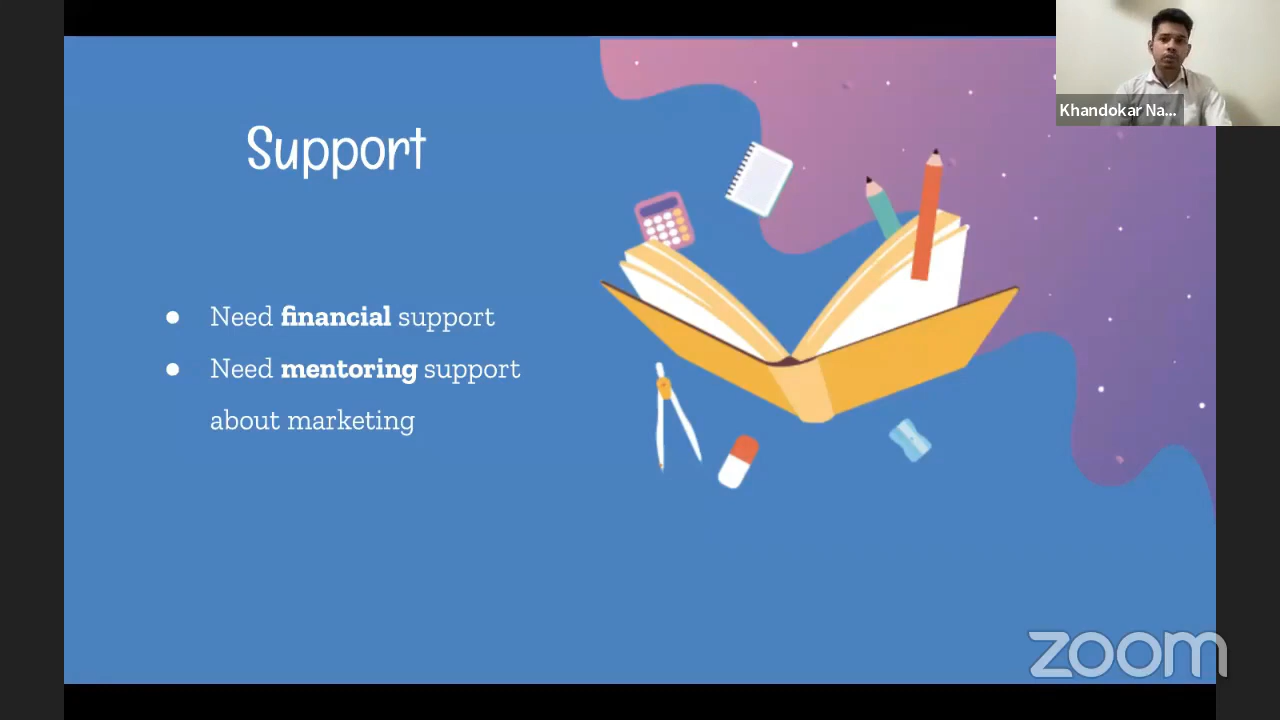 Khandokar Na...
Support
● Need financial support
● Need mentoring support
about marketing
zoom